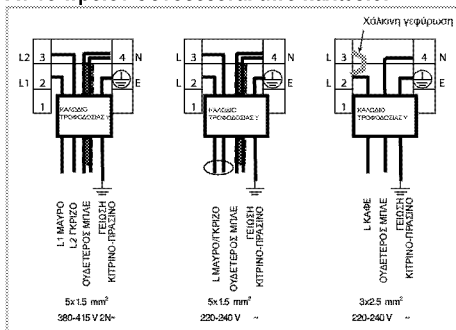 Χάλκινη γεφύρωση
L2 3 4 N
L1 2 E
1
ΚΑΛΩΔΙΟ
ΤΡΟΦΟΔΟΣΙΑΣ Υ
L1 ΜΑΥΡΟ
L2 ΓΚΡΙΖΟ
ΟΥΔΕΤΕΡΟΣ ΜΠΛΕ
ΓΕΙΩΣΗ
ΚΙΤΡΙΝΟ-ΠΡΑΣΙΝΟ
5x1.5 mm²
380-415 V 2N~
L 3 4 N
L 2 E
1
ΚΑΛΩΔΙΟ
ΤΡΟΦΟΔΟΣΙΑΣ Υ
L ΜΑΥΡΟ/ΓΚΡΙΖΟ
ΟΥΔΕΤΕΡΟΣ ΜΠΛΕ
ΓΕΙΩΣΗ
ΚΙΤΡΙΝΟ-ΠΡΑΣΙΝΟ
5x1.5 mm²
220-240 V ~
L 3 4 N
L 2 E
1
ΚΑΛΩΔΙΟ
ΤΡΟΦΟΔΟΣΙΑΣ Υ
L ΚΑΦΕ
ΟΥΔΕΤΕΡΟΣ ΜΠΛΕ
ΓΕΙΩΣΗ
ΚΙΤΡΙΝΟ-ΠΡΑΣΙΝΟ
3x2.5 mm²
220-240 V ~